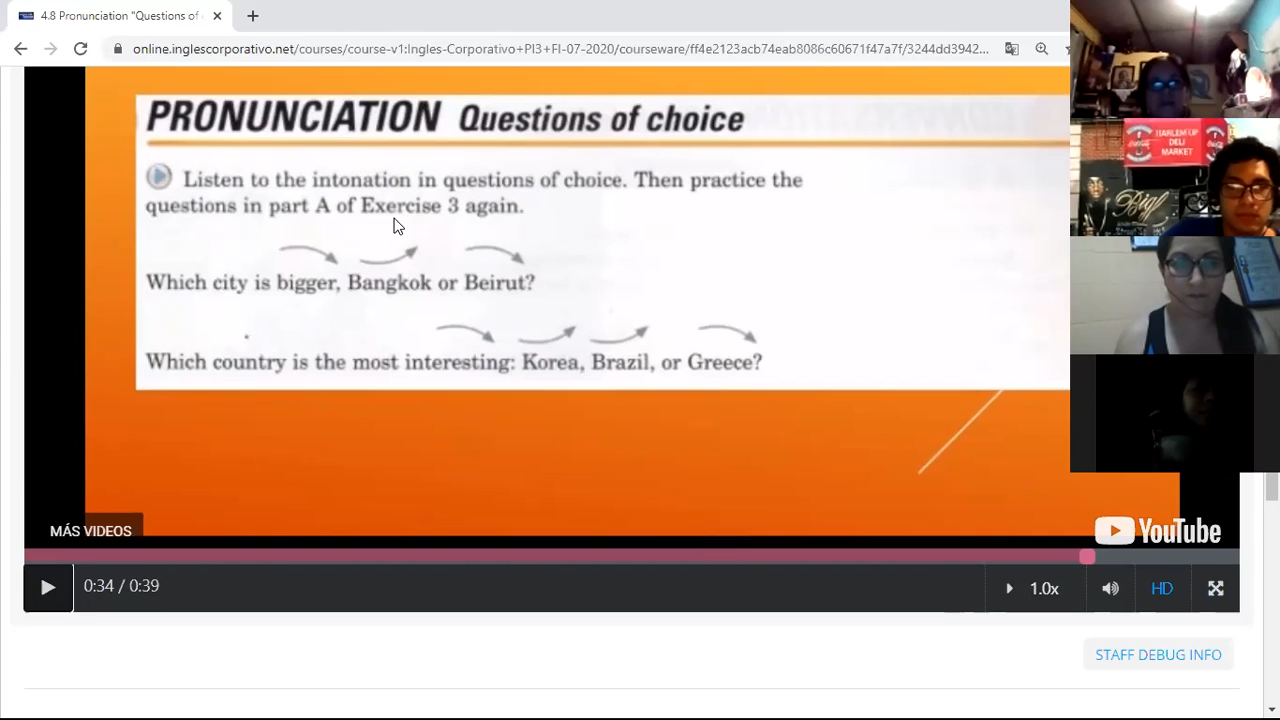 4.8 Pronunciation "Questions of
online.inglescorporativo.net/courses/course-v1:Ingles-Corporativo+PI3+FI-07-2020/courseware/ff4e2123acb74eab8086c60671f47a7f/3244dd3942...
PRONUNCIATION Questions of choice
Listen to the intonation in questions of choice. Then practice the
questions in part A of Exercise 3 again.
Which city is bigger, Bangkok or Beirut?
Which country is the most interesting: Korea, Brazil, or Greece?
MÁS VIDEOS
YouTube
0:34 / 0:39
1.0x
HD
STAFF DEBUG INFO
HARLEM UP
DELI
MARKET
Coca-Cola
Big